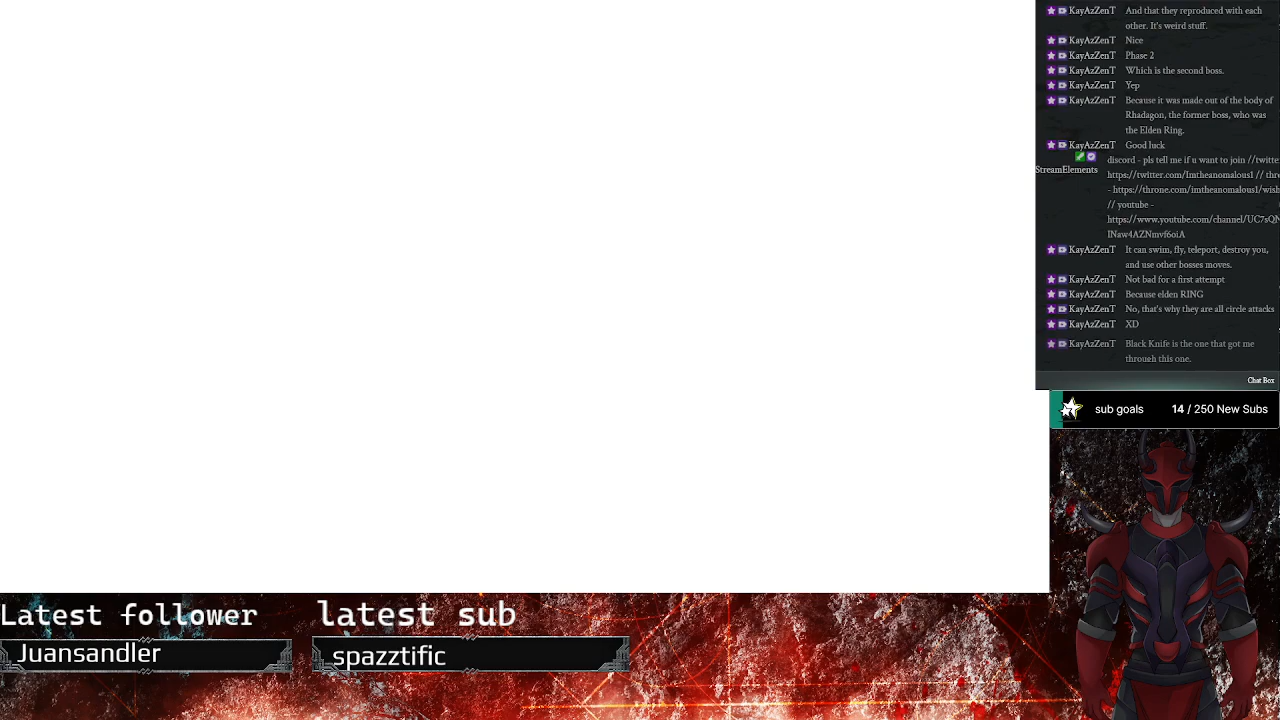 KayAzZenT And that they reproduced with each
other. It's weird stuff.
KayAzZenT Nice
KayAzZenT Phase 2
KayAzZenT Which is the second boss.
KayAzZenT Yep
KayAzZenT Because it was made out of the body of
Rhadagon, the former boss, who was
the Elden Ring.
KayAzZenT Good luck
StreamElements discord - pls tell me if u want to join //twitte
https://twitter.com/Imtheanomalous1 // thr
- https://throne.com/imtheanomalous1/wish
// youtube -
https://www.youtube.com/channel/UC7sQN
INaw4AZNmvf6oiA
KayAzZenT It can swim, fly, teleport, destroy you,
and use other bosses moves.
KayAzZenT Not bad for a first attempt
KayAzZenT Because elden RING
KayAzZenT No, that's why they are all circle attacks
KayAzZenT XD
KayAzZenT Black Knife is the one that got me
through this one.
Chat Box
sub goals 14 / 250 New Subs
Latest follower latest sub
Juansandler spazztific